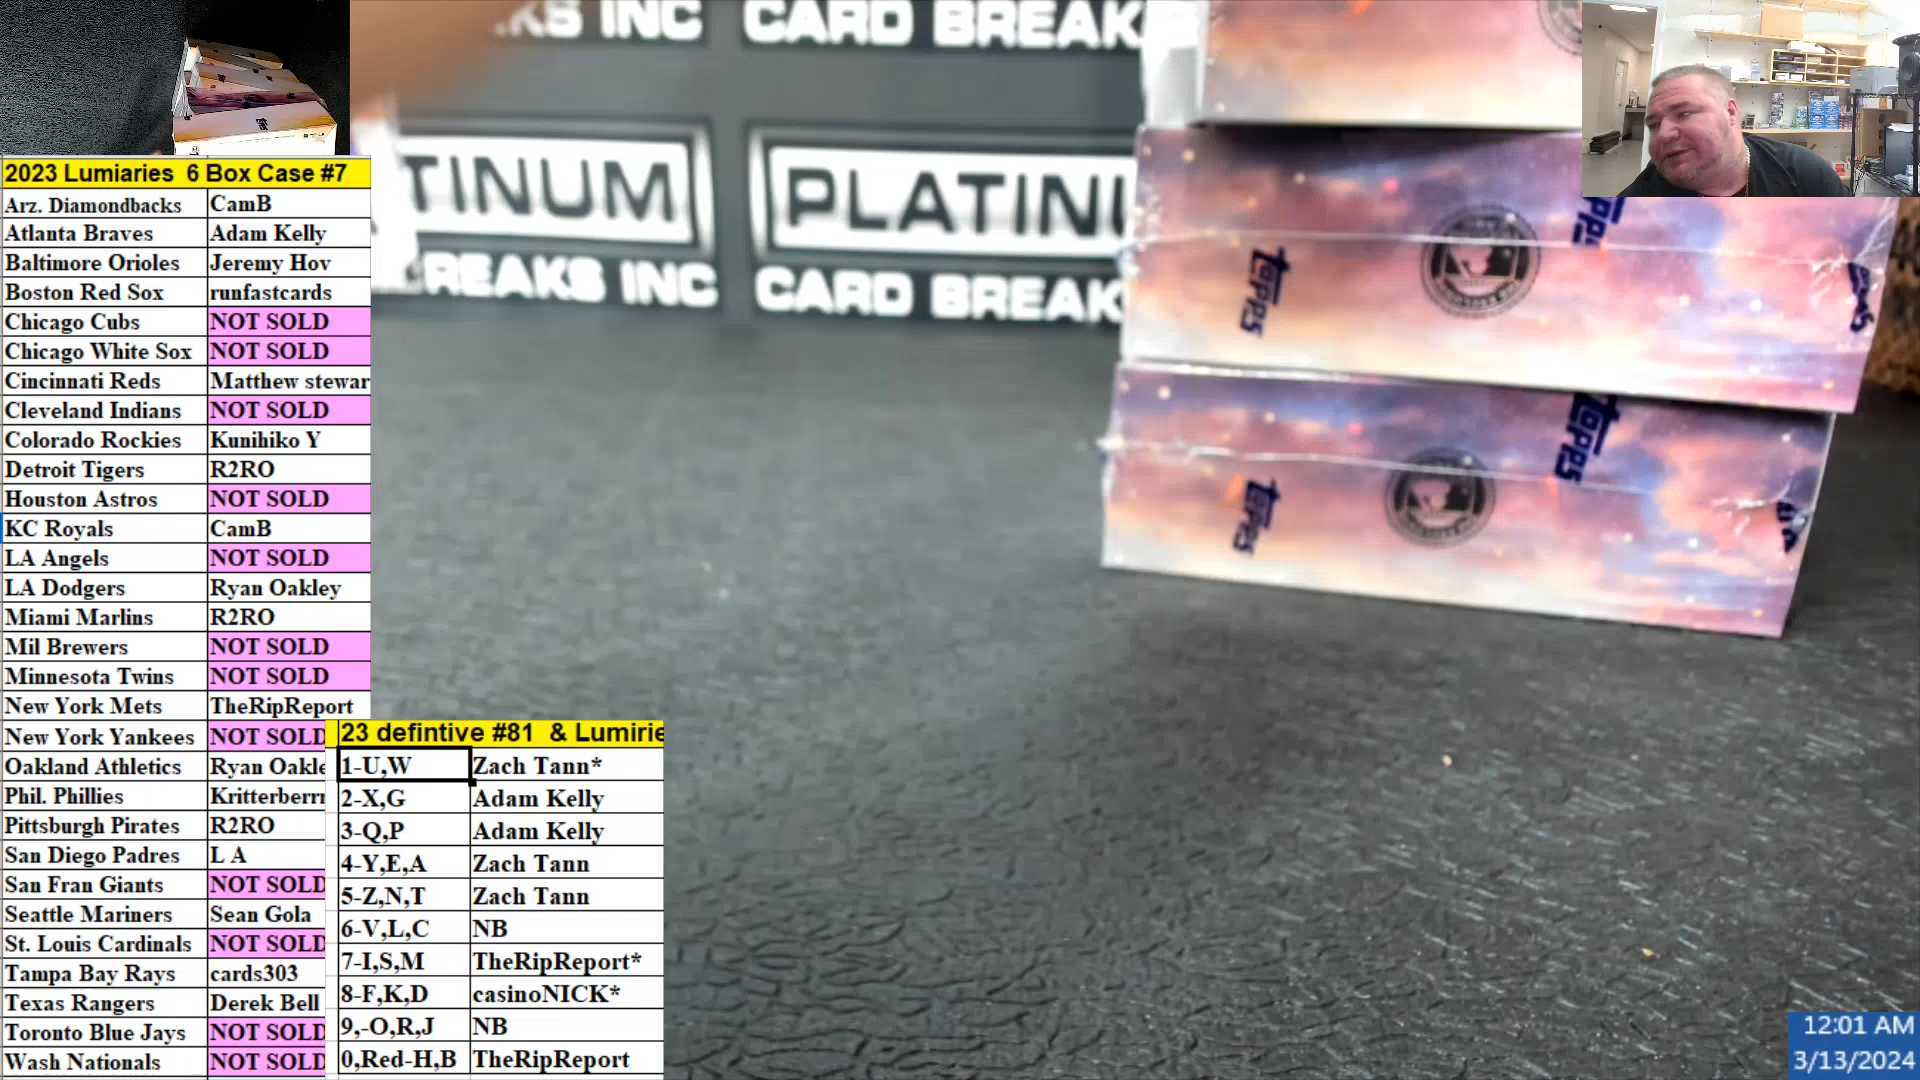 KS INC CARD BREAK
TINUM PLATINU
REAKS INC CARD BREAK
topps
topps
topps
topps
2023 Lumiaries 6 Box Case #7
Arz. Diamondbacks CamB
Atlanta Braves Adam Kelly
Baltimore Orioles Jeremy Hov
Boston Red Sox runfastcards
Chicago Cubs NOT SOLD
Chicago White Sox NOT SOLD
Cincinnati Reds Matthew stewar
Cleveland Indians NOT SOLD
Colorado Rockies Kunihiko Y
Detroit Tigers R2RO
Houston Astros NOT SOLD
KC Royals CamB
LA Angels NOT SOLD
LA Dodgers Ryan Oakley
Miami Marlins R2RO
Mil Brewers NOT SOLD
Minnesota Twins NOT SOLD
New York Mets TheRipReport
New York Yankees NOT SOLD
Oakland Athletics Ryan Oakle
Phil. Phillies Kritterberr
Pittsburgh Pirates R2RO
San Diego Padres L A
San Fran Giants NOT SOLD
Seattle Mariners Sean Gola
St. Louis Cardinals NOT SOLD
Tampa Bay Rays cards303
Texas Rangers Derek Bell
Toronto Blue Jays NOT SOLD
Wash Nationals NOT SOLD
23 defintive #81 & Lumirie
1-U,W Zach Tann*
2-X,G Adam Kelly
3-Q,P Adam Kelly
4-Y,E,A Zach Tann
5-Z,N,T Zach Tann
6-V,L,C NB
7-I,S,M TheRipReport*
8-F,K,D casinoNICK*
9,-O,R,J NB
0,Red-H,B TheRipReport
12:01 AM
3/13/2024